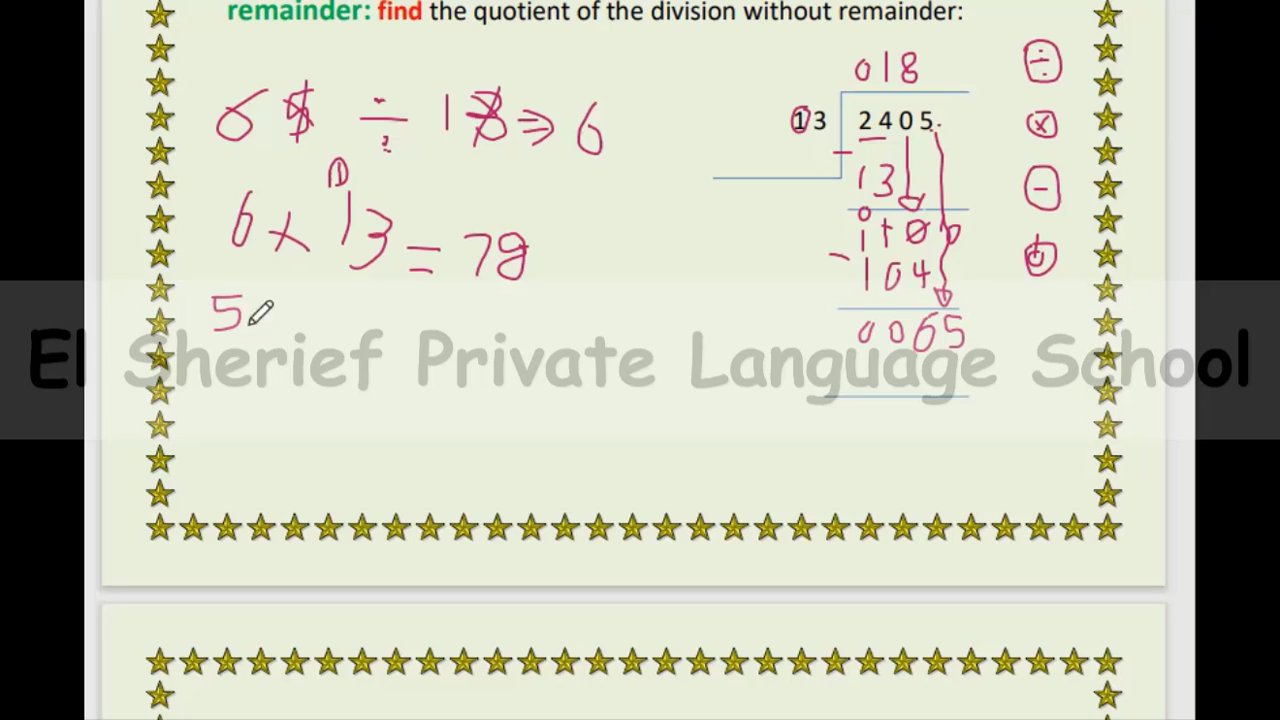 remainder: find the quotient of the division without remainder:
65 ÷ 13 ⇒ 6
6 x 13 = 78
5
018
13 2405.
- 13
110
- 104
0065
÷
x
-
El Sherief Private Language School